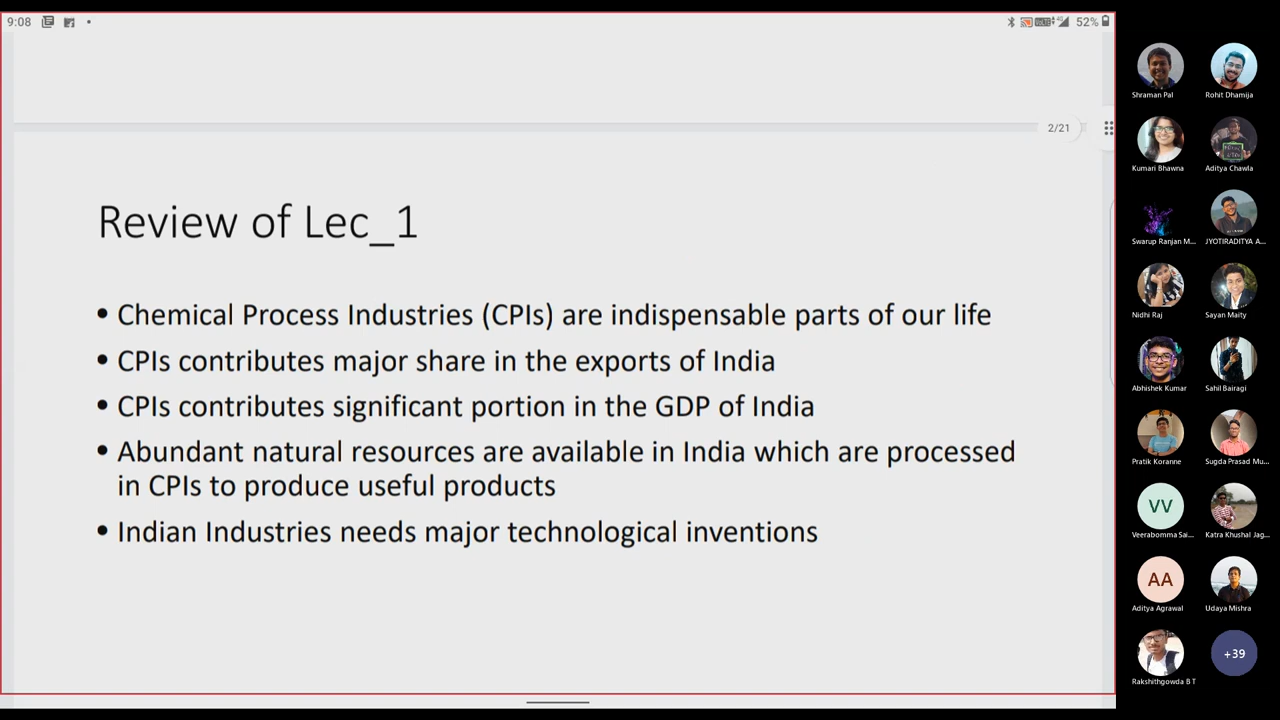 9:08
52%
2/21
Review of Lec_1
• Chemical Process Industries (CPIs) are indispensable parts of our life
• CPIs contributes major share in the exports of India
• CPIs contributes significant portion in the GDP of India
• Abundant natural resources are available in India which are processed
in CPIs to produce useful products
• Indian Industries needs major technological inventions
Shraman Pal
Rohit Dhamija
Kumari Bhawna
Aditya Chawla
Swarup Ranjan M...
JYOTIRADITYA A...
Nidhi Raj
Sayan Maity
Abhishek Kumar
Sahil Bairagi
Pratik Koranne
Sugda Prasad Mu...
VV
Veerabomma Sai...
Katra Khushal Jag...
AA
Aditya Agrawal
Udaya Mishra
Rakshithgowda B T
+39